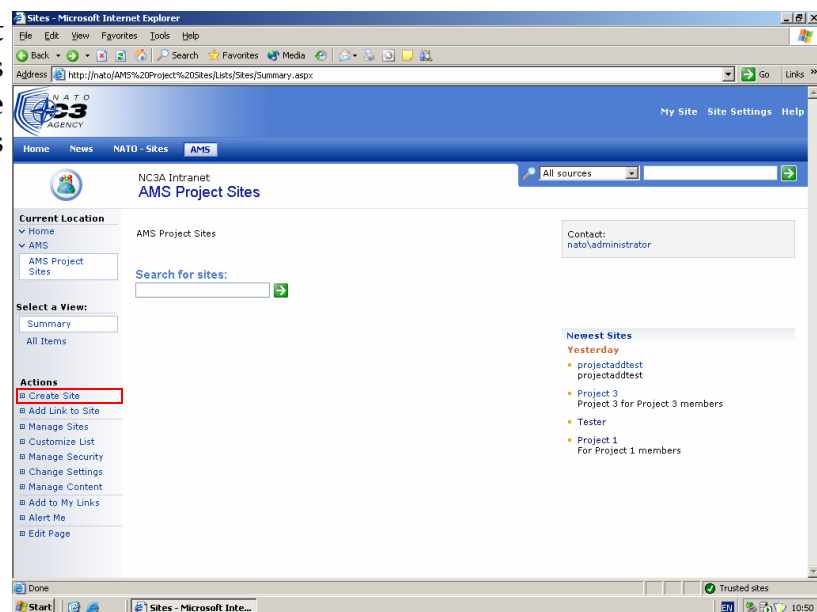 t
s
e
s
Sites - Microsoft Internet Explorer
File Edit View Favorites Tools Help
Back Search Favorites Media
Address http://nato/AMS%20Project%20Sites/Lists/Sites/Summary.aspx Go Links »
NATO
C3
AGENCY
My Site Site Settings Help
Home News NATO - Sites AMS
NC3A Intranet
AMS Project Sites
All sources
Current Location
Home
AMS
AMS Project
Sites
Select a View:
Summary
All Items
Actions
Create Site
Add Link to Site
Manage Sites
Customize List
Manage Security
Change Settings
Manage Content
Add to My Links
Alert Me
Edit Page
AMS Project Sites
Search for sites:
Contact:
nato\administrator
Newest Sites
Yesterday
projectaddtest
projectaddtest
Project 3
Project 3 for Project 3 members
Tester
Project 1
For Project 1 members
Done Trusted sites
Start Sites - Microsoft Inte... EN 10:50